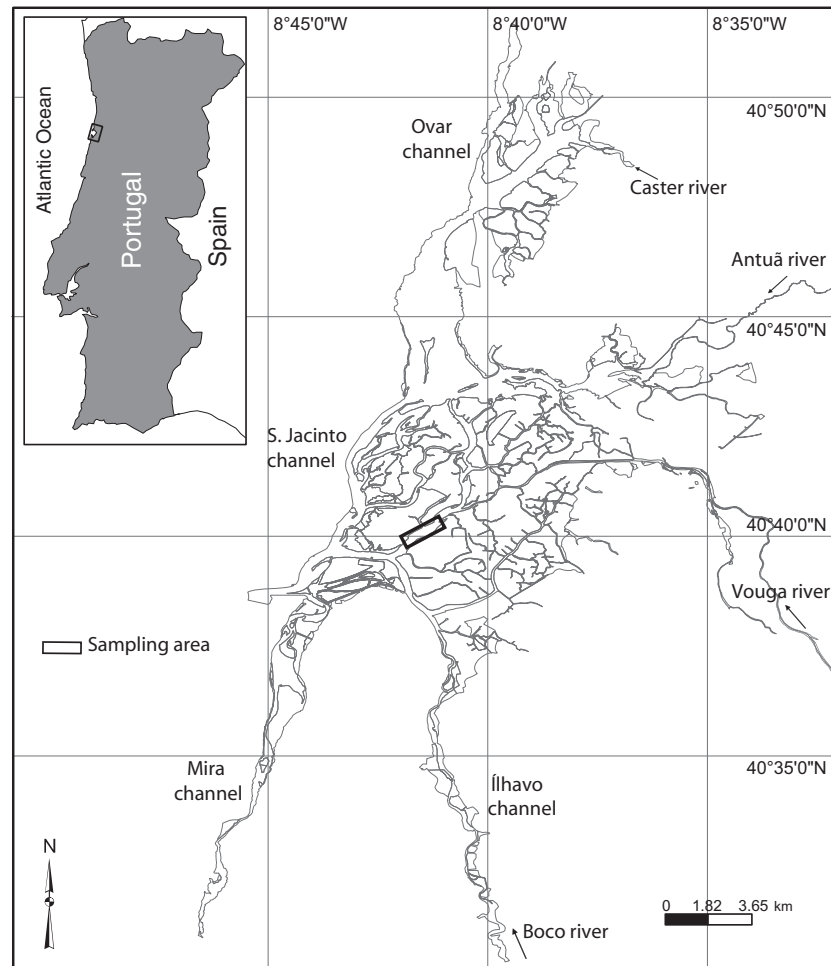 8°45'0"W
8°40'0"W
8°35'0"W
40°50'0"N
Ovar
channel
Caster river
Atlantic Ocean
Portugal
Spain
Antuã river
40°45'0"N
S. Jacinto
channel
40°40'0"N
Vouga river
Sampling area
40°35'0"N
Mira
channel
Ílhavo
channel
N
0 1.82 3.65 km
Boco river